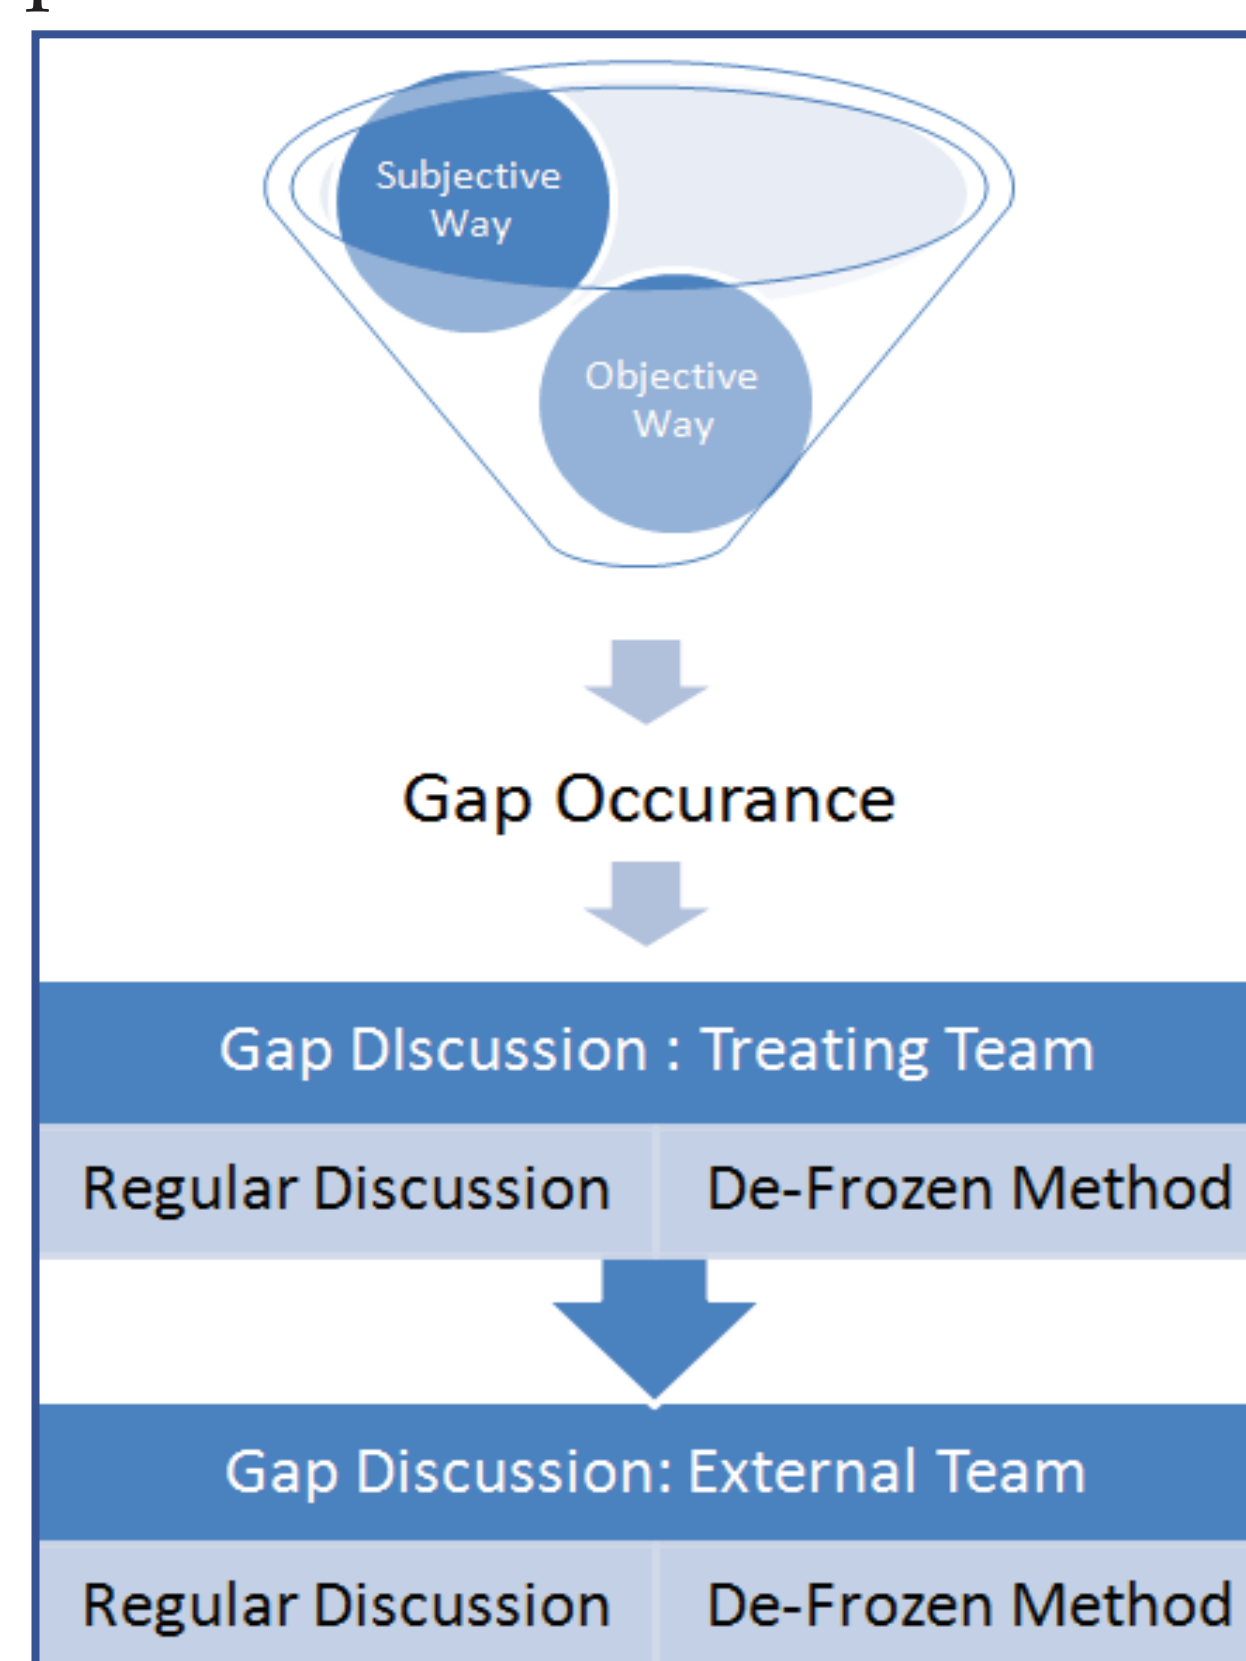 Subjective
Way
Objective
Way
Gap Occurance
Gap DIscussion : Treating Team
Regular Discussion De-Frozen Method
Gap Discussion: External Team
Regular Discussion De-Frozen Method